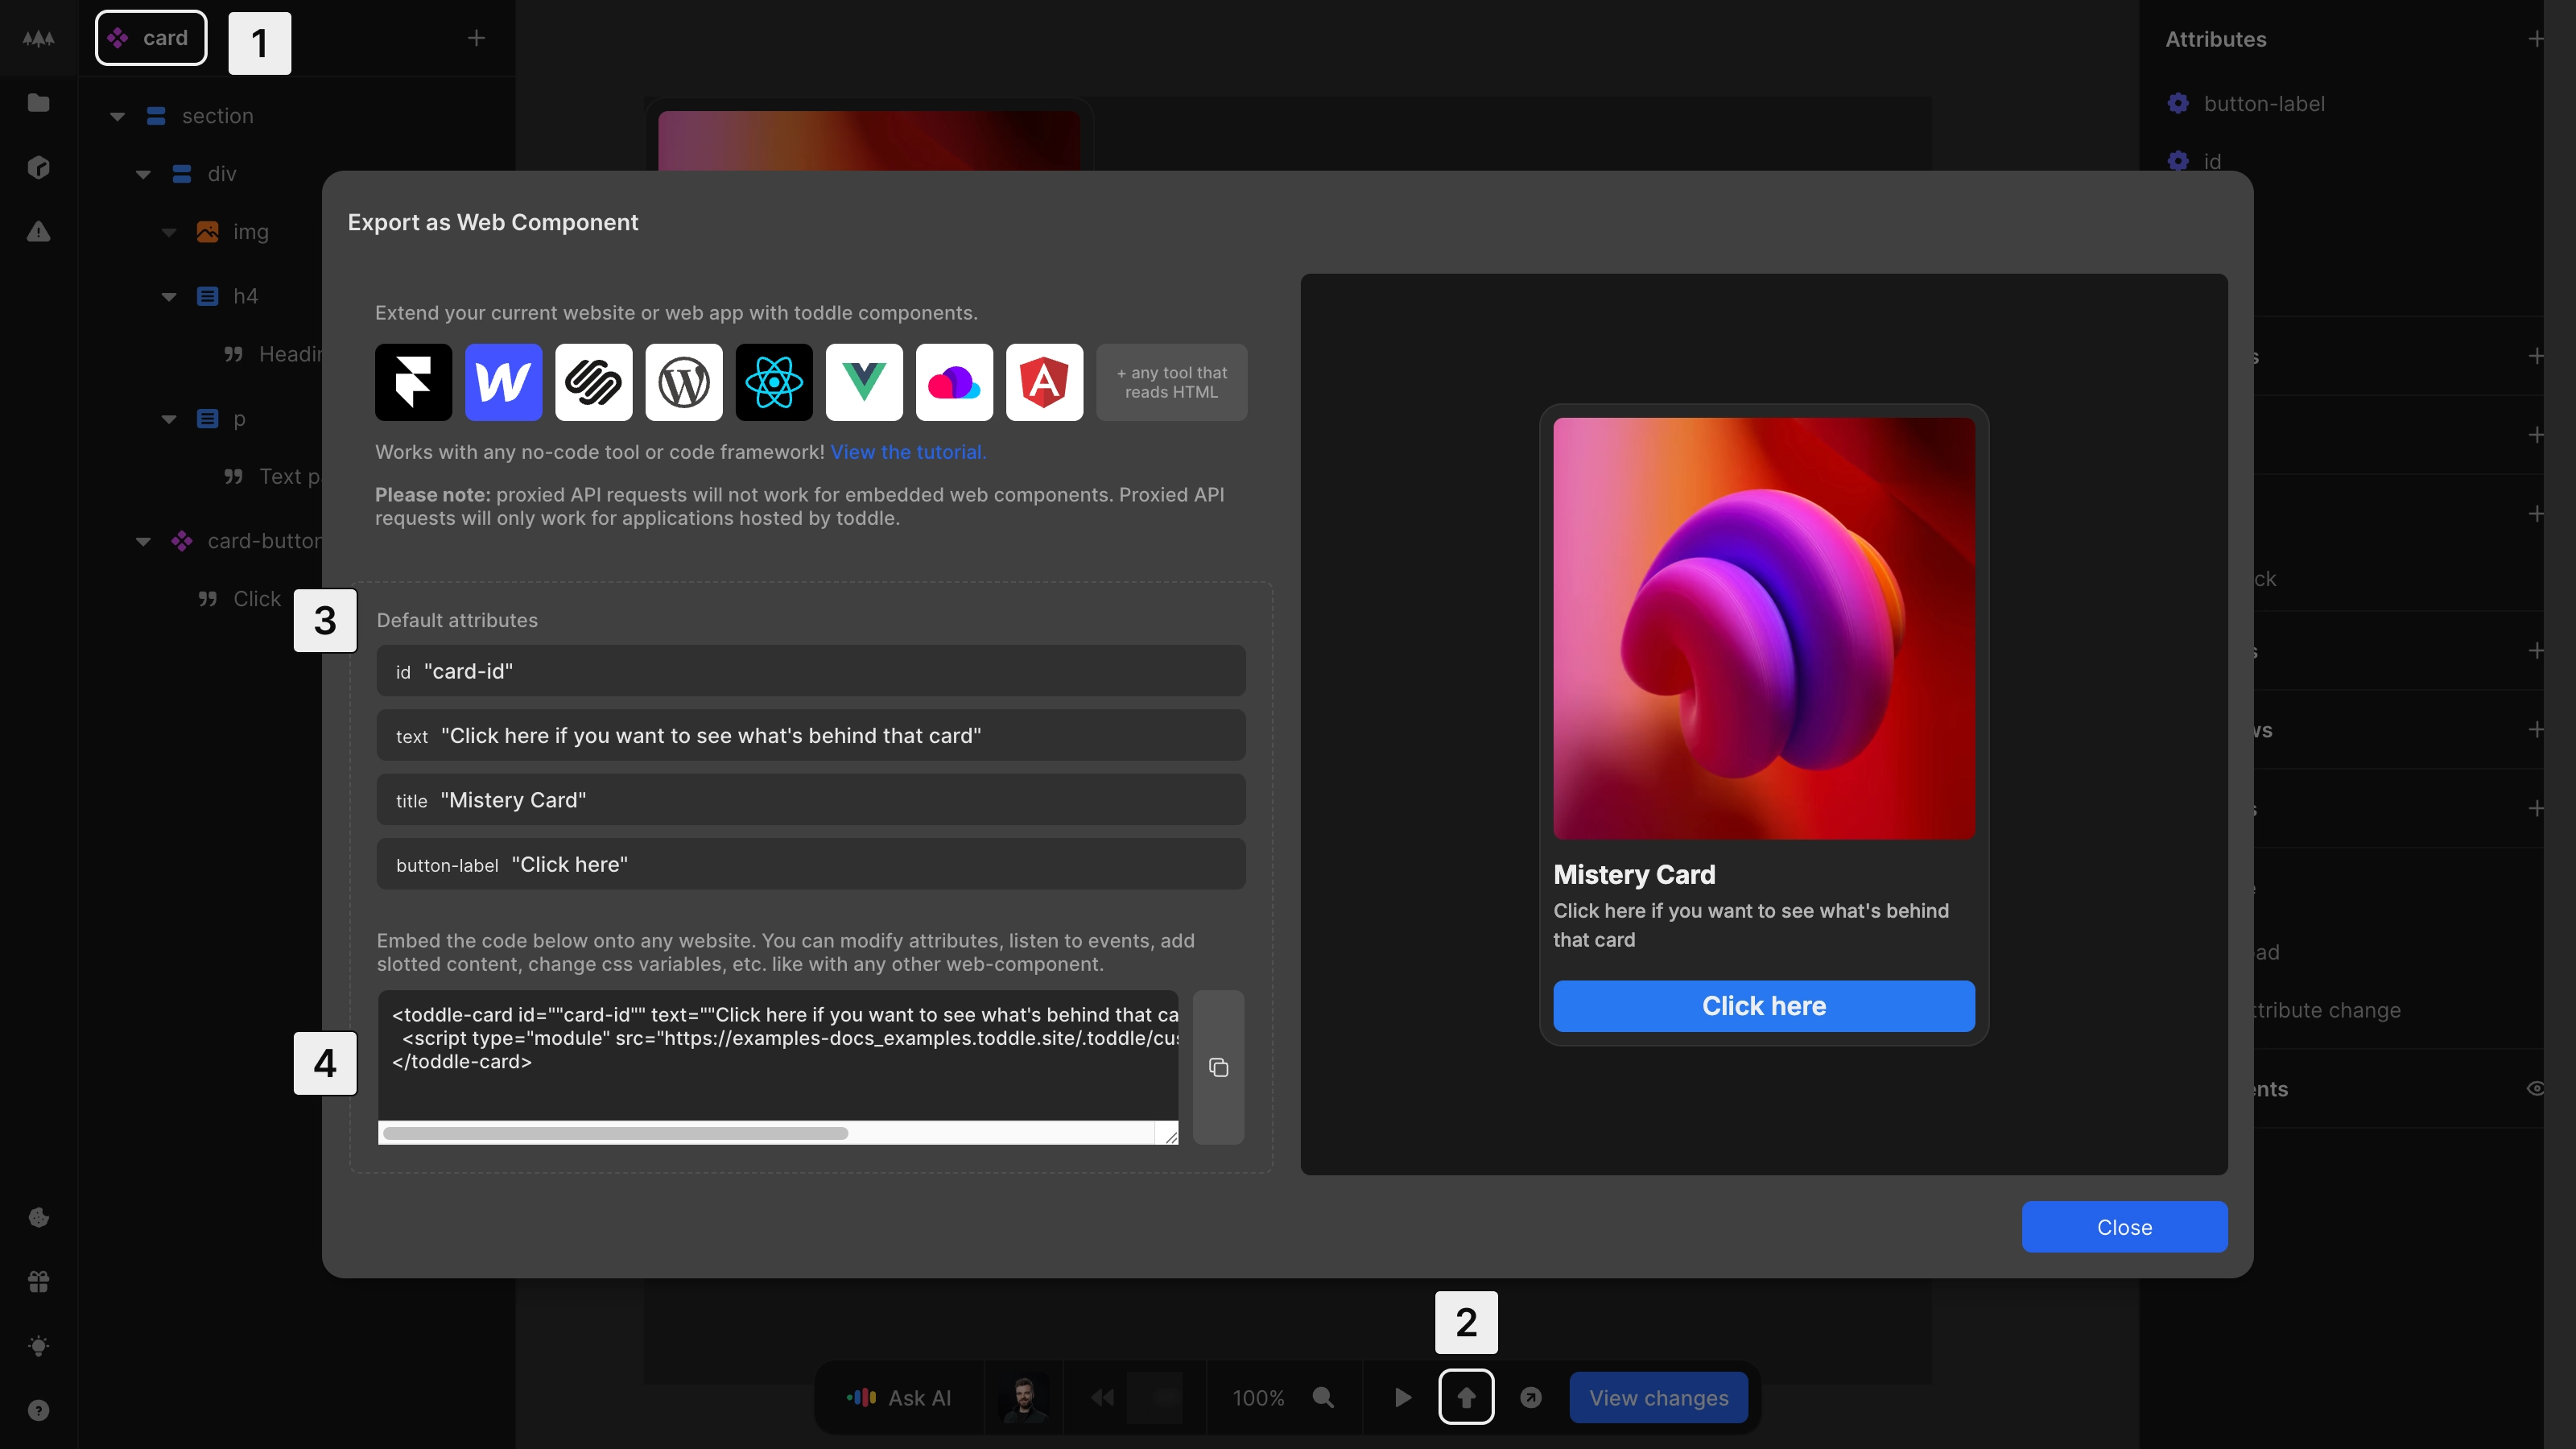 card
1
section
div
img
h4
p
Text p
card-button
Click
Export as Web Component
Extend your current website or web app with toddle components.
+ any tool that
reads HTML
Works with any no-code tool or code framework! View the tutorial.
Please note: proxied API requests will not work for embedded web components. Proxied API
requests will only work for applications hosted by toddle.
3
Default attributes
id "card-id"
text "Click here if you want to see what's behind that card"
title "Mistery Card"
button-label "Click here"
Embed the code below onto any website. You can modify attributes, listen to events, add
slotted content, change css variables, etc. like with any other web-component.
4
<toddle-card id=""card-id"" text=""Click here if you want to see what's behind that ca
<script type="module" src="https://examples-docs_examples.toddle.site/.toddle/cus
</toddle-card>
Mistery Card
Click here if you want to see what's behind
that card
Click here
Close
2
Ask AI
100%
View changes
Attributes
button-label
id
ttribute change